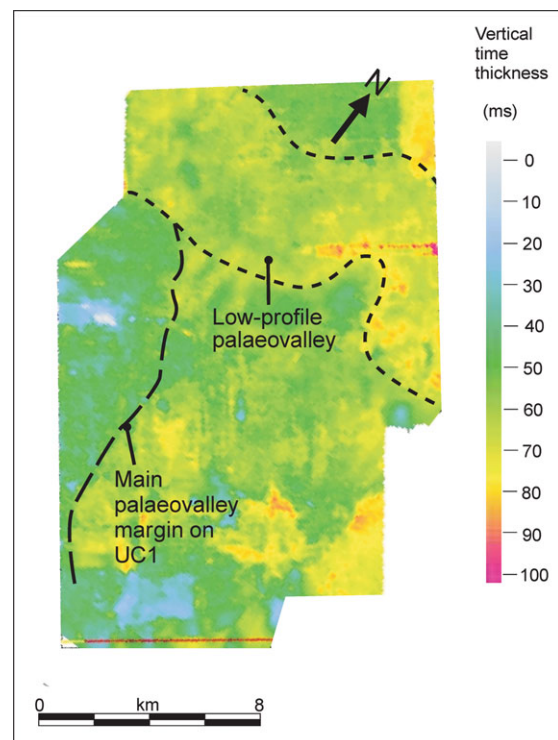 Vertical
time
thickness
(ms)
N
0
10
20
30
40
50
60
70
80
90
100
Low-profile
palaeovalley
Main
palaeovalley
margin on
UC1
0 km 8